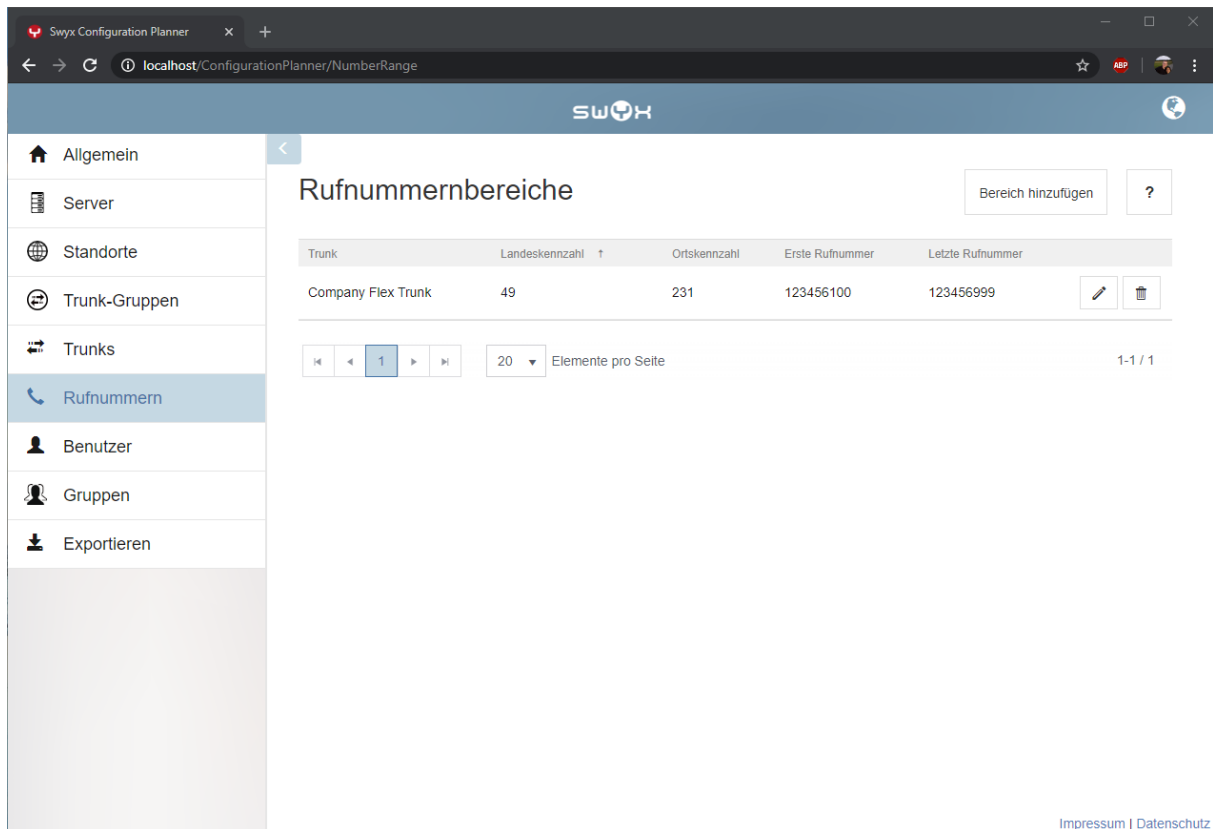 Swyx Configuration Planner
localhost/ConfigurationPlanner/NumberRange
ABP
swyx
Allgemein
Server
Standorte
Trunk-Gruppen
Trunks
Rufnummern
Benutzer
Gruppen
Exportieren
Rufnummernbereiche
Bereich hinzufügen
?
Trunk Landeskennzahl ↑ Ortskennzahl Erste Rufnummer Letzte Rufnummer
Company Flex Trunk 49 231 123456100 123456999
1 20 Elemente pro Seite 1-1 / 1
Impressum | Datenschutz